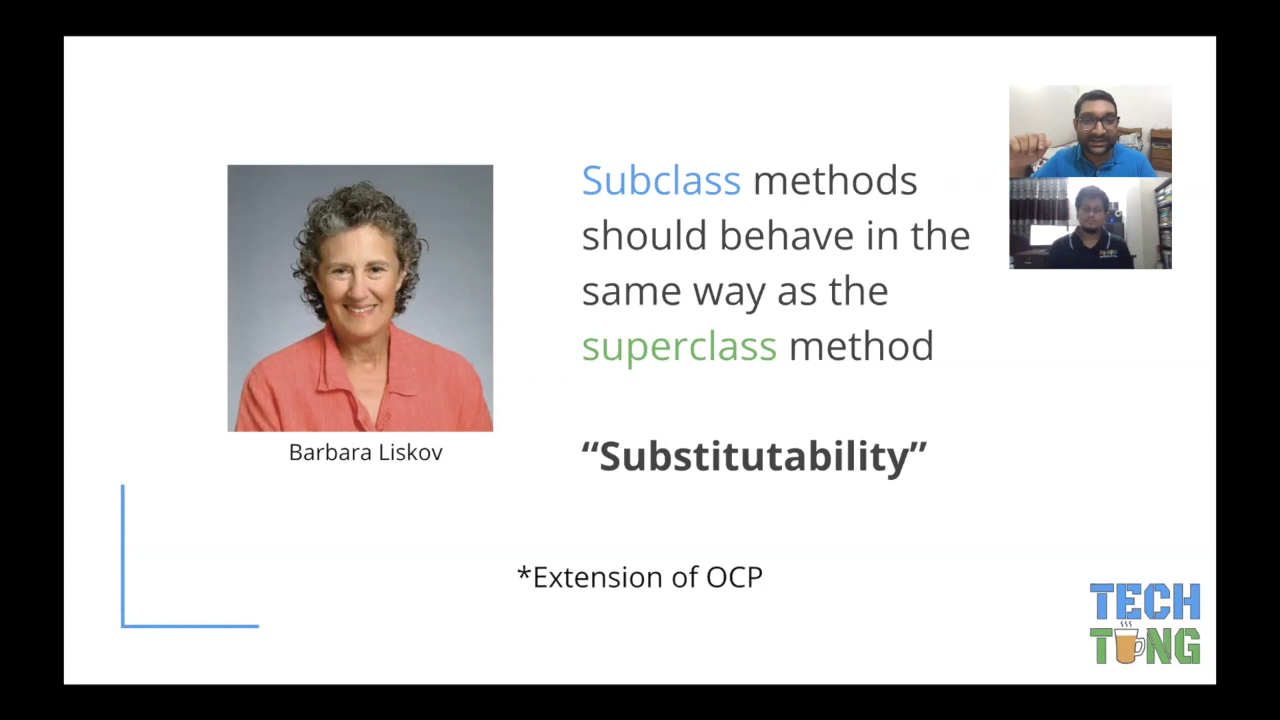 Subclass methods
should behave in the
same way as the
superclass method
“Substitutability”
Barbara Liskov
*Extension of OCP
TECH
TONG